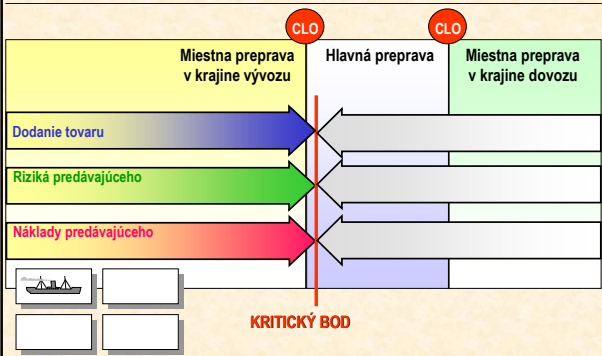 CLO
CLO
Miestna preprava
v krajine vývozu
Hlavná preprava
Miestna preprava
v krajine dovozu
Dodanie tovaru
Riziká predávajúceho
Náklady predávajúceho
KRITICKÝ BOD